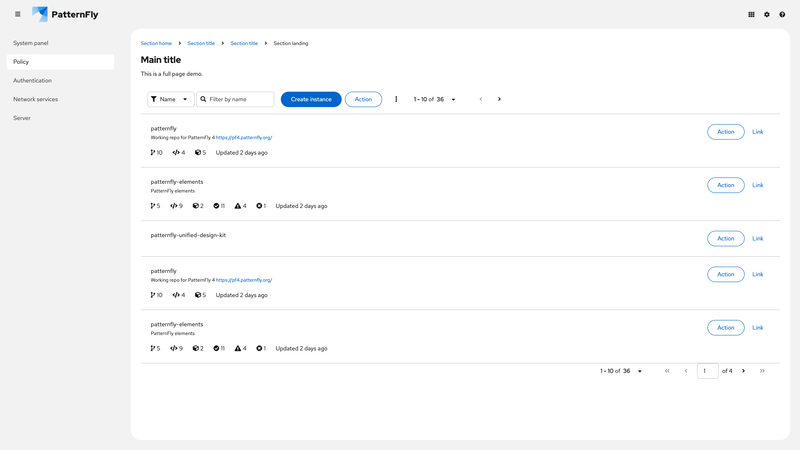 PatternFly
System panel
Policy
Authentication
Network services
Server
Section home Section title Section title Section landing
Main title
This is a full page demo.
Name Filter by name Create instance Action 1 - 10 of 36
patternfly
Working repo for PatternFly 4 https://pf4.patternfly.org/
10 4 5 Updated 2 days ago
Action Link
patternfly-elements
PatternFly elements
5 9 2 11 4 1 Updated 2 days ago
Action Link
patternfly-unified-design-kit
Action Link
patternfly
Working repo for PatternFly 4 https://pf4.patternfly.org/
10 4 5 Updated 2 days ago
Action Link
patternfly-elements
PatternFly elements
5 9 2 11 4 1 Updated 2 days ago
Action Link
1 - 10 of 36 1 of 4